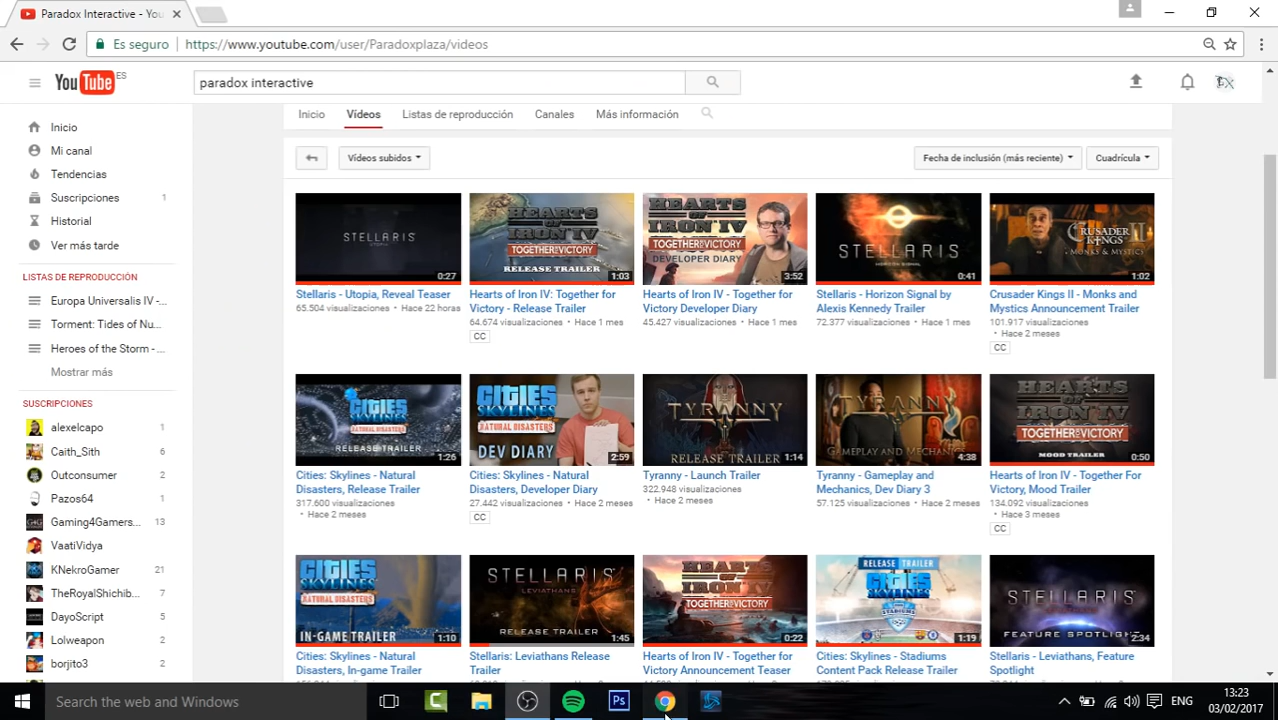 Paradox Interactive - You
Es seguro
https://www.youtube.com/user/Paradoxplaza/videos
YouTube ES
paradox interactive
Inicio
Vídeos
Listas de reproducción
Canales
Más información
Vídeos subidos
Fecha de inclusión (más reciente)
Cuadrícula
Inicio
Mi canal
Tendencias
Suscripciones 1
Historial
Ver más tarde
LISTAS DE REPRODUCCIÓN
Europa Universalis IV -...
Torment: Tides of Nu...
Heroes of the Storm -...
Mostrar más
SUSCRIPCIONES
alexelcapo 1
Caith_Sith 6
Outconsumer 2
Pazos64 1
Gaming4Gamers... 13
VaatiVidya
KNekroGamer 21
TheRoyalShichib... 7
DayoScript 5
Lolweapon 2
borjito3 2
STELLARIS
UTOPIA
0:27
Stellaris - Utopia, Reveal Teaser
65.504 visualizaciones • Hace 22 horas
HEARTS OF IRON IV
TOGETHER FOR VICTORY
RELEASE TRAILER
1:03
Hearts of Iron IV: Together for
Victory - Release Trailer
64.674 visualizaciones • Hace 1 mes
CC
HEARTS OF IRON IV
TOGETHER FOR VICTORY
DEVELOPER DIARY
3:52
Hearts of Iron IV - Together for
Victory Developer Diary
45.427 visualizaciones • Hace 1 mes
STELLARIS
HORIZON SIGNAL
0:41
Stellaris - Horizon Signal by
Alexis Kennedy Trailer
72.377 visualizaciones • Hace 1 mes
CRUSADER
KINGS II
MONKS & MYSTICS
1:02
Crusader Kings II - Monks and
Mystics Announcement Trailer
101.917 visualizaciones
• Hace 2 meses
CC
CITIES
SKYLINES
NATURAL DISASTERS
RELEASE TRAILER
1:26
Cities: Skylines - Natural
Disasters, Release Trailer
317.600 visualizaciones
• Hace 2 meses
CITIES
SKYLINES
NATURAL DISASTERS
DEV DIARY
2:59
Cities: Skylines - Natural
Disasters, Developer Diary
27.442 visualizaciones • Hace 2 meses
CC
TYRANNY
RELEASE TRAILER
1:14
Tyranny - Launch Trailer
322.948 visualizaciones
• Hace 2 meses
TYRANNY
GAMEPLAY AND MECHANICS
4:38
Tyranny - Gameplay and
Mechanics, Dev Diary 3
57.125 visualizaciones • Hace 2 meses
HEARTS
OF
IRON IV
TOGETHER FOR VICTORY
MOOD TRAILER
0:50
Hearts of Iron IV - Together For
Victory, Mood Trailer
134.092 visualizaciones
• Hace 3 meses
CC
CITIES
SKYLINES
NATURAL DISASTERS
IN-GAME TRAILER
1:10
Cities: Skylines - Natural
Disasters, In-game Trailer
STELLARIS
LEVIATHANS
RELEASE TRAILER
1:45
Stellaris: Leviathans Release
Trailer
HEARTS
OF
IRON IV
TOGETHER FOR VICTORY
0:22
Hearts of Iron IV - Together for
Victory Announcement Teaser
RELEASE TRAILER
CITIES
SKYLINES
STADIUMS
1:19
Cities: Skylines - Stadiums
Content Pack Release Trailer
STELLARIS
FEATURE SPOTLIGHT
2:34
Stellaris - Leviathans, Feature
Spotlight
Search the web and Windows
Ps
ENG
13:23
03/02/2017